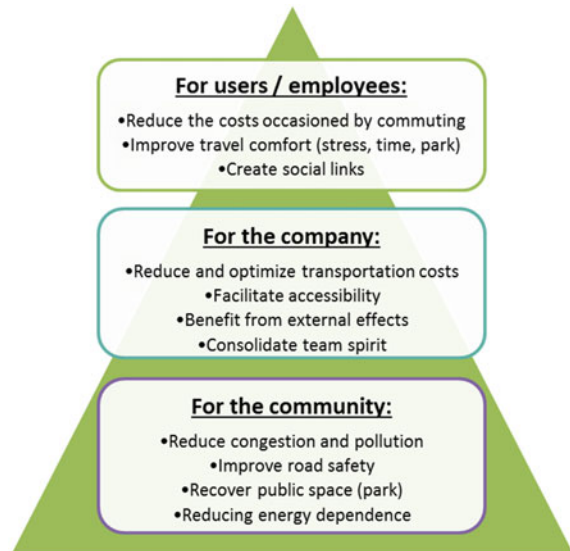 For users / employees:
•Reduce the costs occasioned by commuting
•Improve travel comfort (stress, time, park)
•Create social links
For the company:
•Reduce and optimize transportation costs
•Facilitate accessibility
•Benefit from external effects
•Consolidate team spirit
For the community:
•Reduce congestion and pollution
•Improve road safety
•Recover public space (park)
•Reducing energy dependence